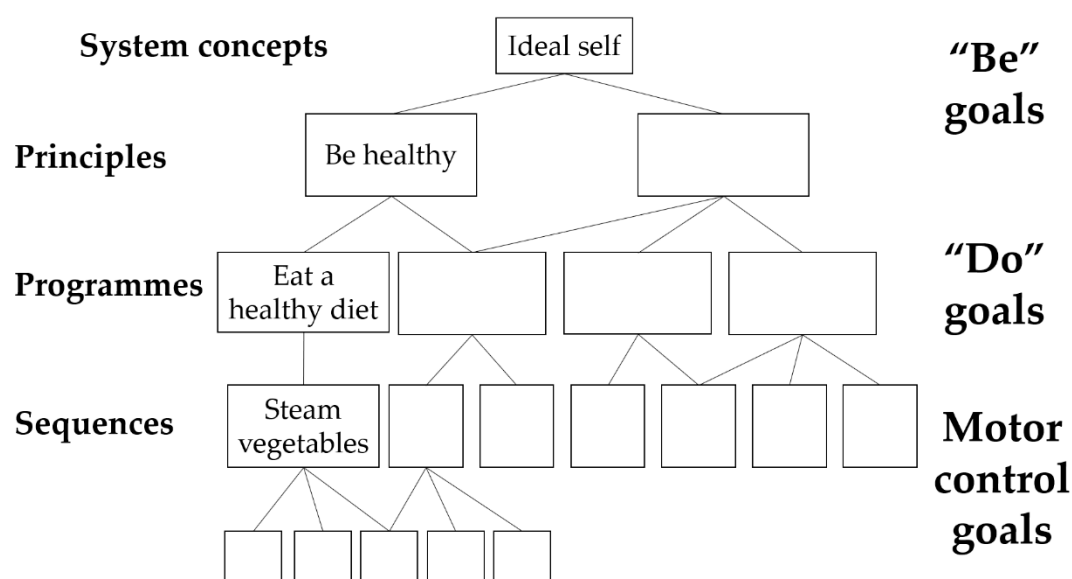 System concepts
Ideal self
“Be”
goals
Principles
Be healthy
Programmes
Eat a
healthy diet
“Do”
goals
Sequences
Steam
vegetables
Motor
control
goals